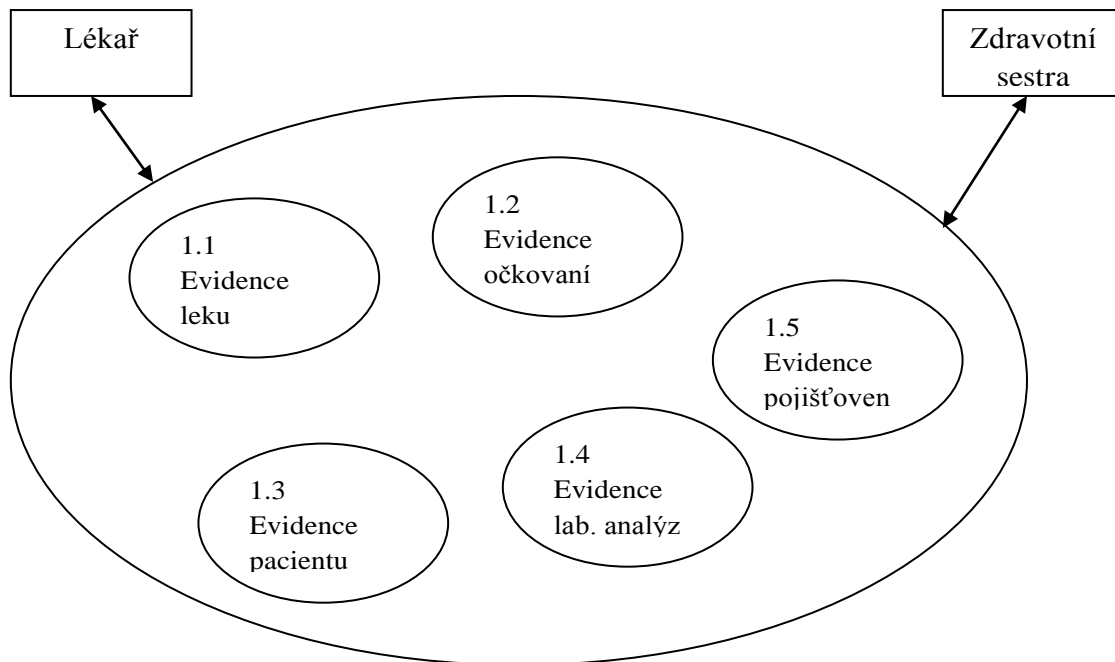 Lékař
Zdravotní
sestra
1.1
Evidence
leku
1.2
Evidence
očkovaní
1.5
Evidence
pojišťoven
1.3
Evidence
pacientu
1.4
Evidence
lab. analýz